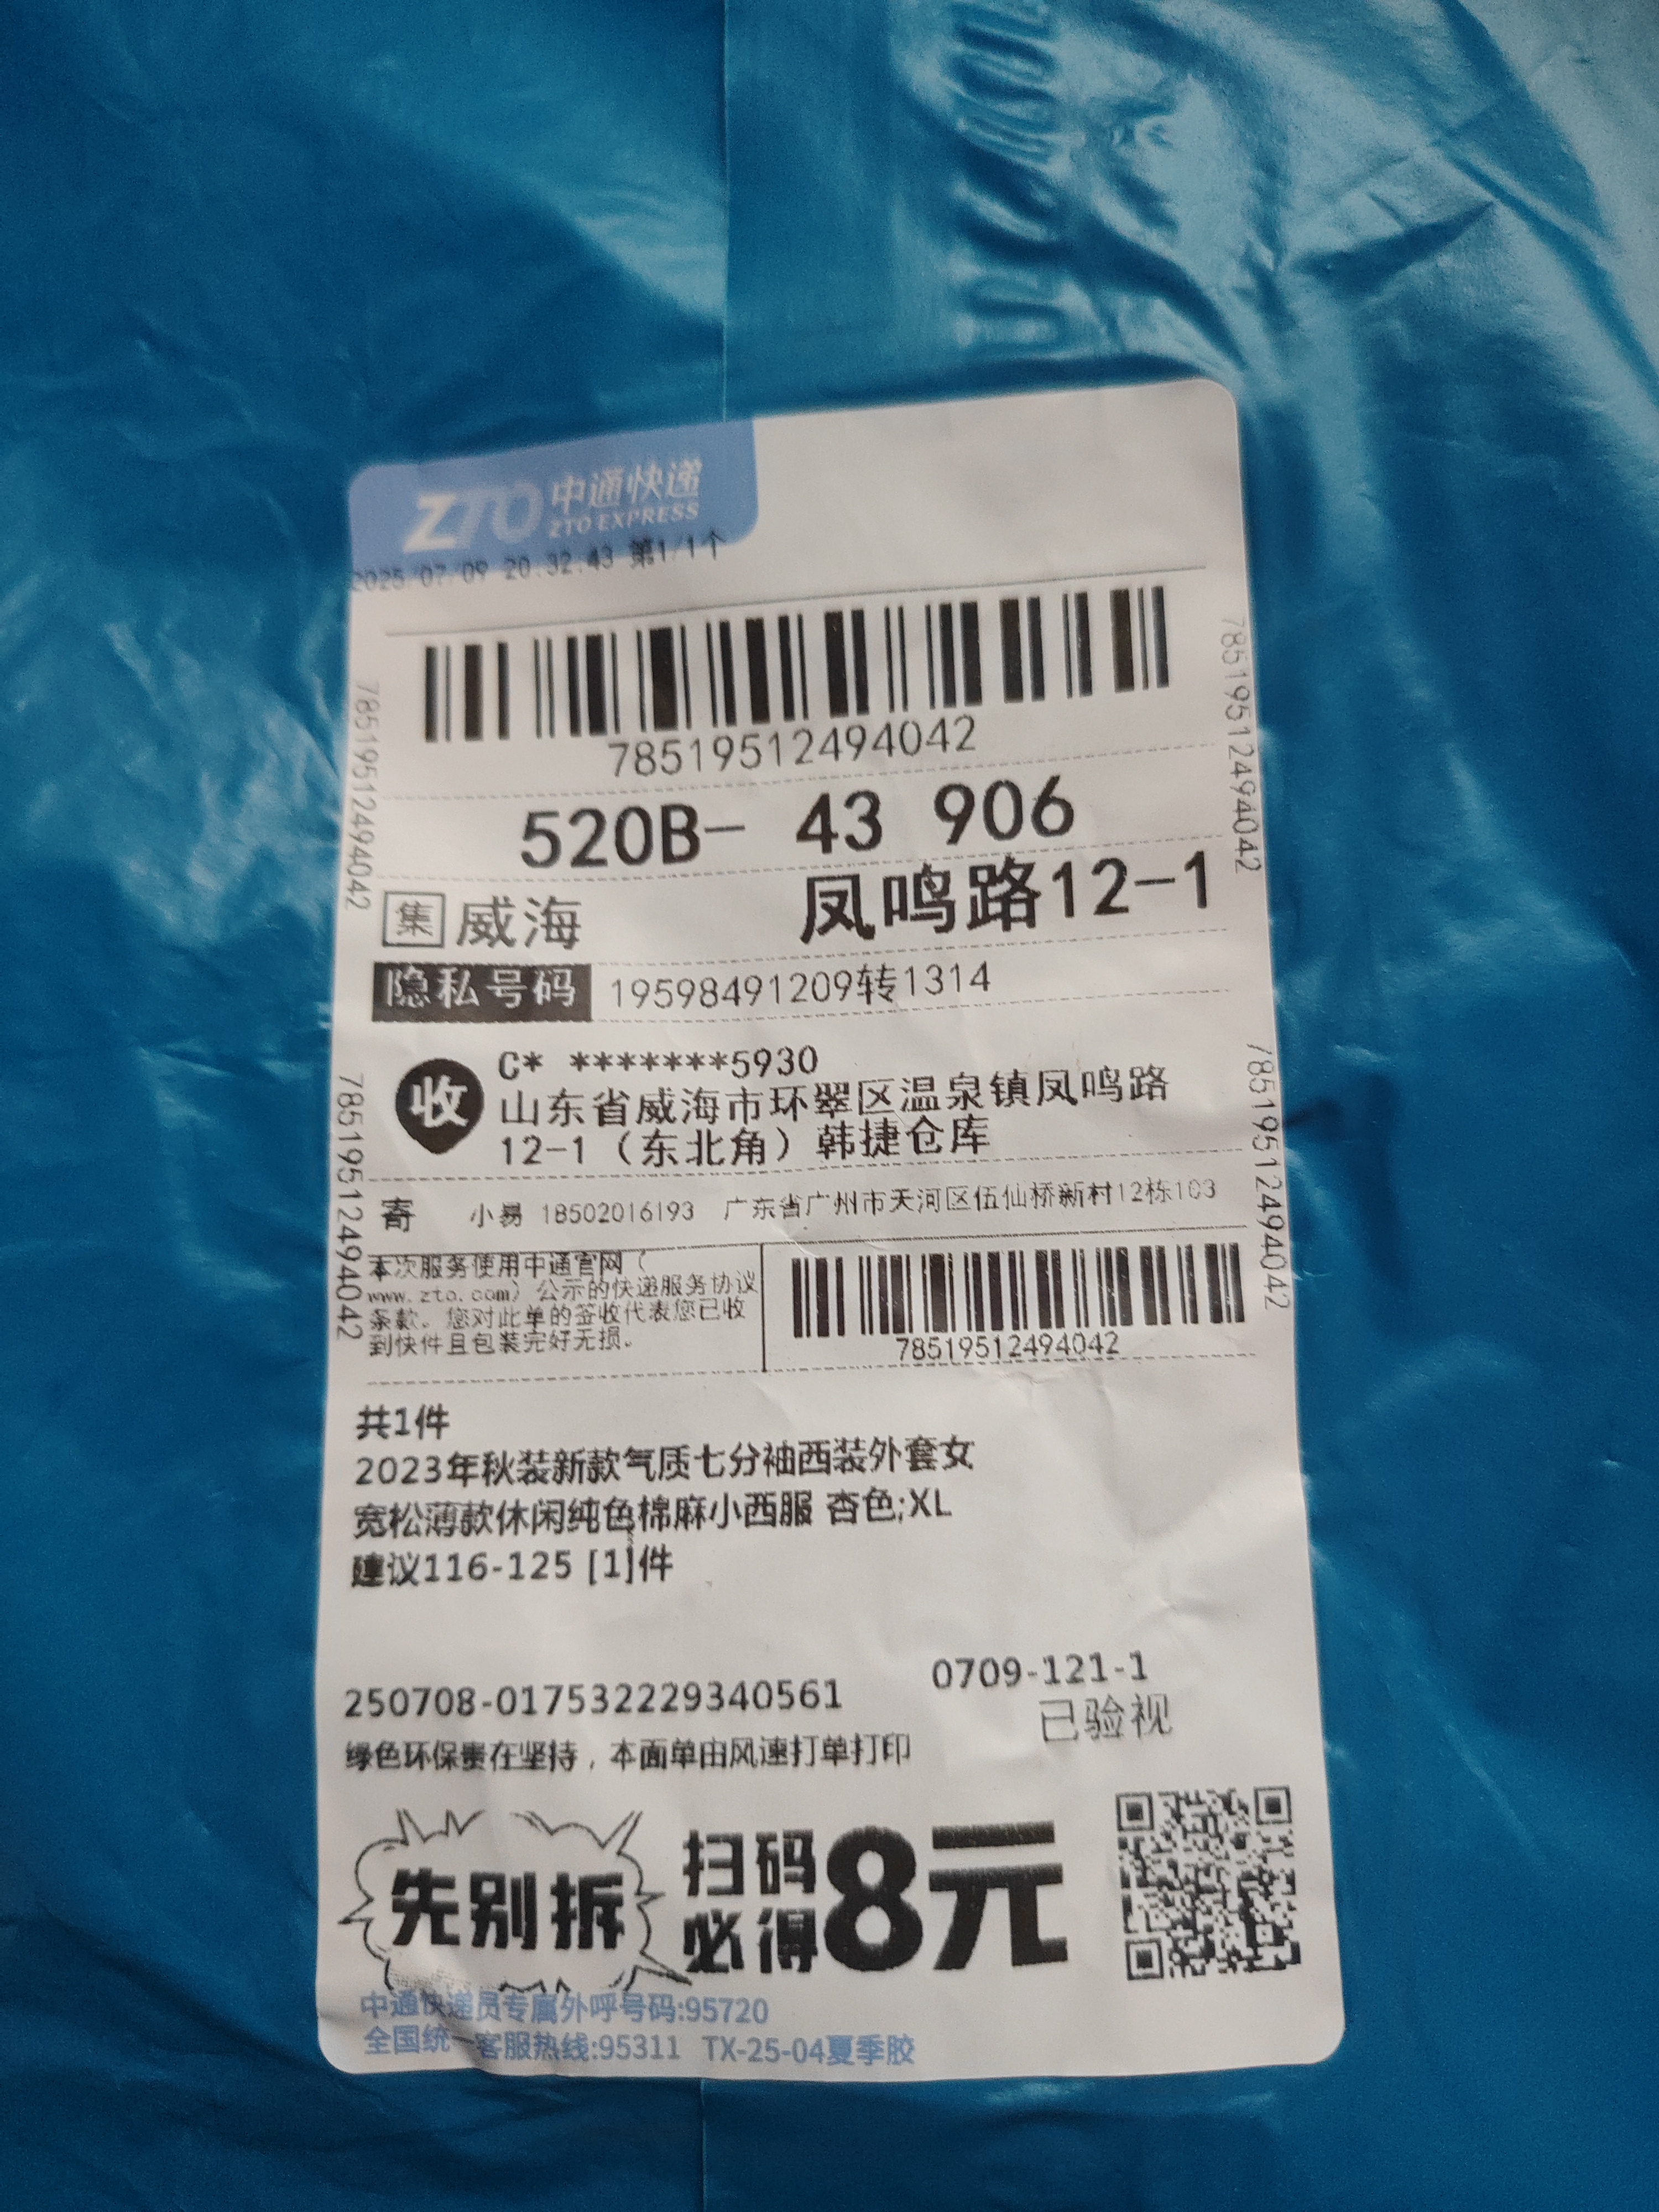 ZTO 中通快递
ZTO EXPRESS
2025/07/09 20:32:43 第1/1个
78519512494042
78519512494042
78519512494042
520B- 43 906
集 威海 凤鸣路12-1
隐私号码 19598491209转1314
收 C* *******5930
山东省威海市环翠区温泉镇凤鸣路
12-1（东北角）韩捷仓库
78519512494042
78519512494042
寄 小易 18502016193 广东省广州市天河区伍仙桥新村12栋103
本次服务使用中通官网（
www.zto.com）公示的快递服务协议
条款。您对此单的签收代表您已收
到快件且包装完好无损。
78519512494042
共1件
2023年秋装新款气质七分袖西装外套女
宽松薄款休闲纯色棉麻小西服 杏色;XL
建议116-125 [1]件
250708-017532229340561 0709-121-1
已验视
绿色环保贵在坚持，本面单由风速打单打印
先别拆 扫码必得8元
中通快递员专属外呼号码:95720
全国统一客服热线:95311 TX-25-04夏季胶